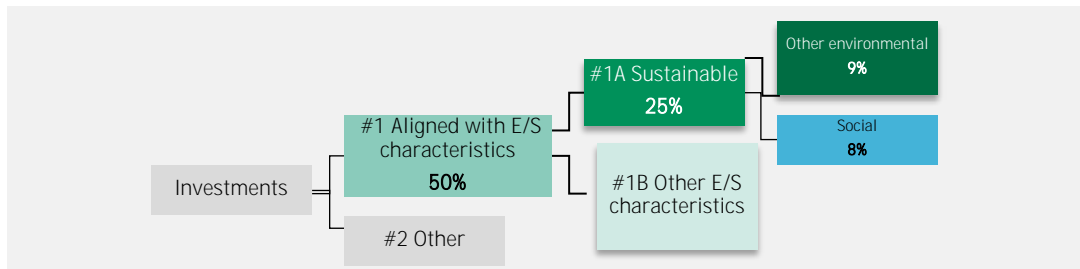 Investments
#1 Aligned with E/S
characteristics
50%
#2 Other
#1A Sustainable
25%
#1B Other E/S
characteristics
Other environmental
9%
Social
8%